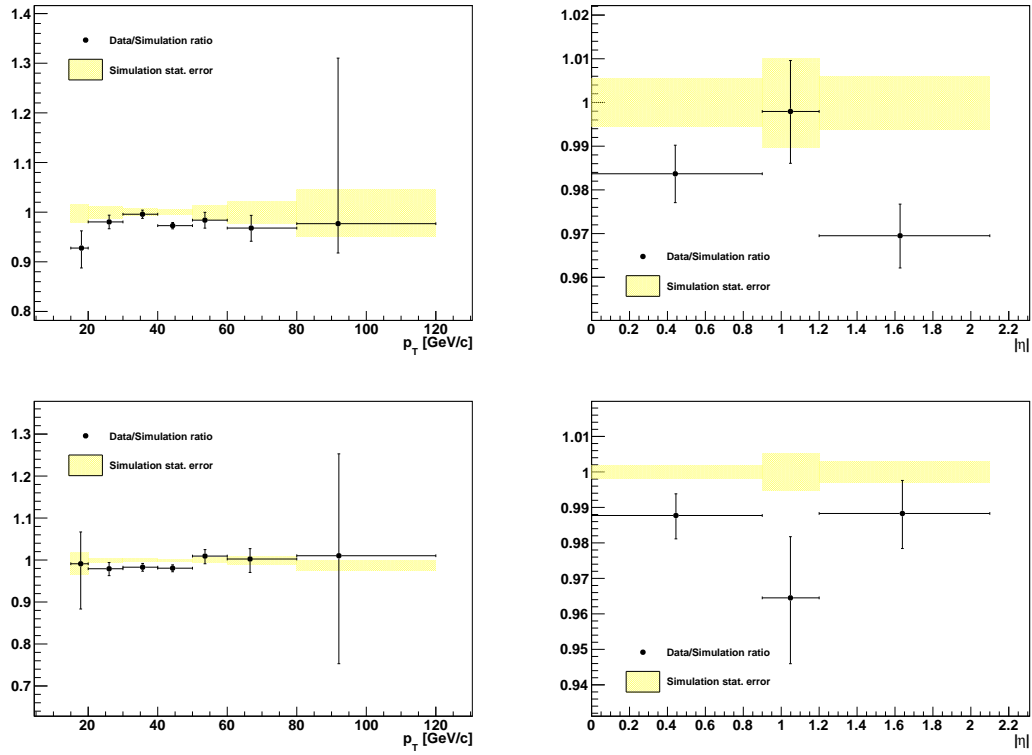 1.4
1.3
1.2
1.1
1
0.9
0.8
Data/Simulation ratio
Simulation stat. error
20 40 60 80 100 120
p_T [GeV/c]
1.02
1.01
1
0.99
0.98
0.97
0.96
Data/Simulation ratio
Simulation stat. error
0 0.2 0.4 0.6 0.8 1 1.2 1.4 1.6 1.8 2 2.2
|η|
1.3
1.2
1.1
1
0.9
0.8
0.7
Data/Simulation ratio
Simulation stat. error
20 40 60 80 100 120
p_T [GeV/c]
1.01
1
0.99
0.98
0.97
0.96
0.95
0.94
Data/Simulation ratio
Simulation stat. error
0 0.2 0.4 0.6 0.8 1 1.2 1.4 1.6 1.8 2 2.2
|η|